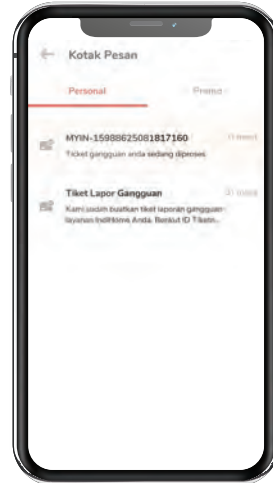 Kotak Pesan
Personal Promo
MYIN-15988625081817160
Ticket gangguan anda sedang diproses
Tiket Lapor Gangguan
Kami sudah buatkan tiket laporan gangguan
layanan IndiHome Anda. Berikut ID Tiketn...